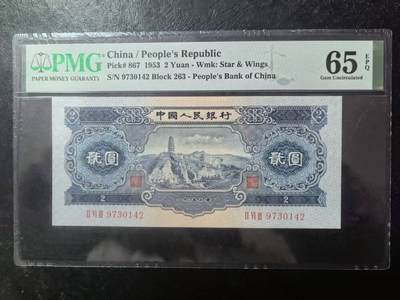 PMG
PAPER MONEY GUARANTY
China / People's Republic
Pick# 867 1953 2 Yuan - Wmk: Star & Wings
S/N 9730142 Block 263 - People's Bank of China
65 EPQ
Gem Uncirculated
中國人民銀行
貳圓 貳圓
2 2
II VI III 9730142
II VI III 9730142